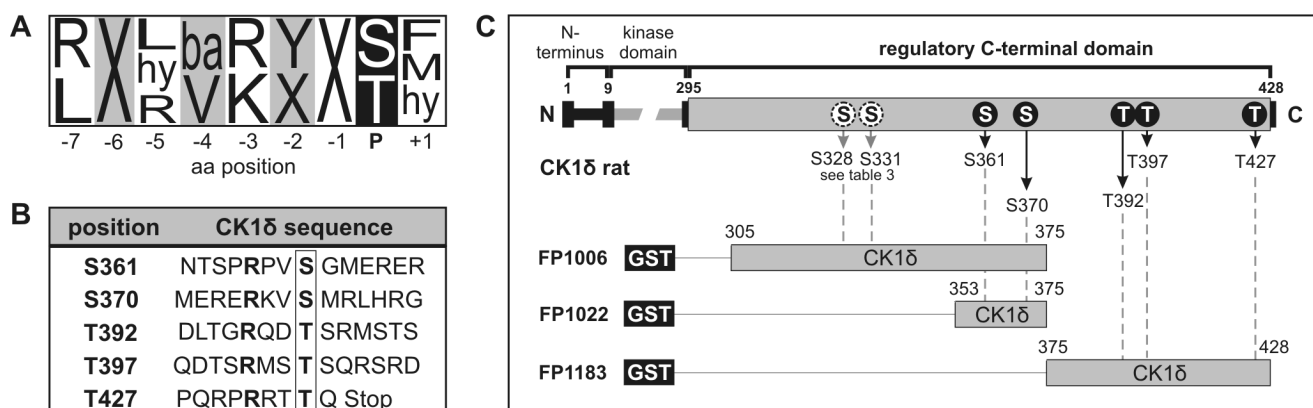 A
R X L ba R Y X S F
hy M
L X R V K X T hy
-7 -6 -5 -4 -3 -2 -1 P +1
aa position
B
position CK1δ sequence
S361 NTSPRPV S GMERER
S370 MERERKV S MRLHRG
T392 DLTGRQD T SRMSTS
T397 QDTSRMS T SQRSRD
T427 PQRPRRT T Q Stop
C
N-
terminus
kinase
domain
regulatory C-terminal domain
1 9 295 428
N S S S S T T T C
CK1δ rat
S328 S331 S361 T397 T427
see table 3
S370 T392
305 375
FP1006 GST CK1δ
353 375
FP1022 GST CK1δ
375 428
FP1183 GST CK1δ